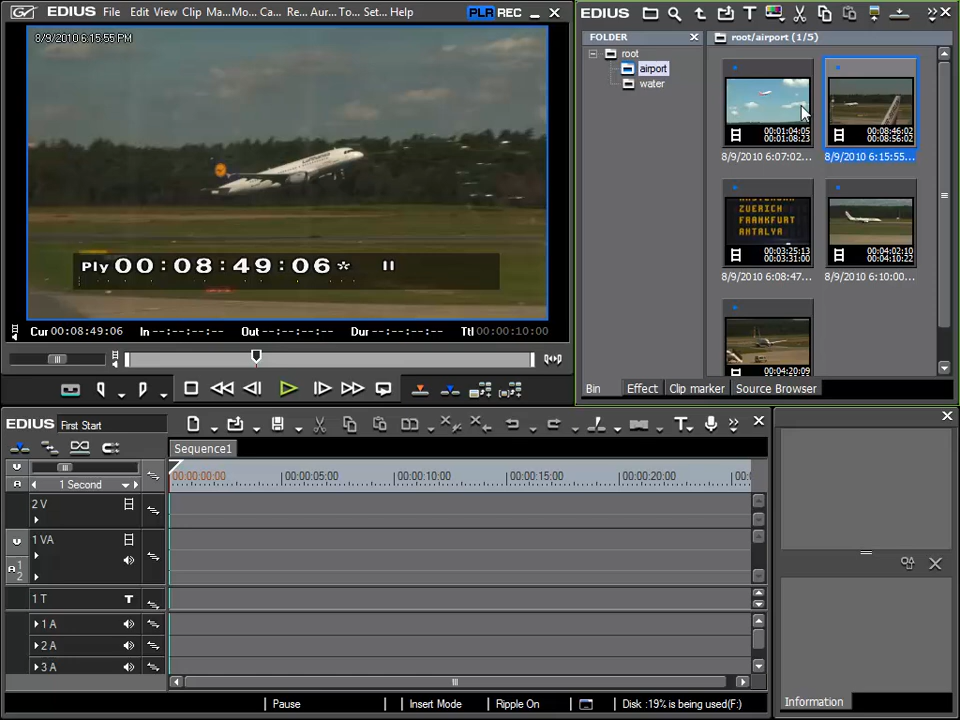 EDIUS File Edit View Clip Ma...Mo... Ca... Re... Aur... To... Set... Help PLR REC
8/9/2010 6:15:55 PM
Ply 00:08:49:06
Cur 00:08:49:06 In --:--:--:-- Out --:--:--:-- Dur --:--:--:-- Ttl 00:00:10:00
EDIUS
FOLDER
root
airport
water
root/airport (1/5)
00:01:04:05
00:01:08:23
8/9/2010 6:07:02...
00:08:46:02
00:08:56:02
8/9/2010 6:15:55...
ZUERICH
FRANKFURT
ANTALYA
00:03:25:13
00:03:31:00
8/9/2010 6:08:47...
00:04:02:10
00:04:10:22
8/9/2010 6:10:00...
00:04:20:09
Bin Effect Clip marker Source Browser
EDIUS First Start
Sequence1
1 Second
00:00:00:00 00:00:05:00 00:00:10:00 00:00:15:00 00:00:20:00
2 V
1 VA
1
2
1 T
1 A
2 A
3 A
Pause Insert Mode Ripple On Disk :19% is being used(F:)
Information